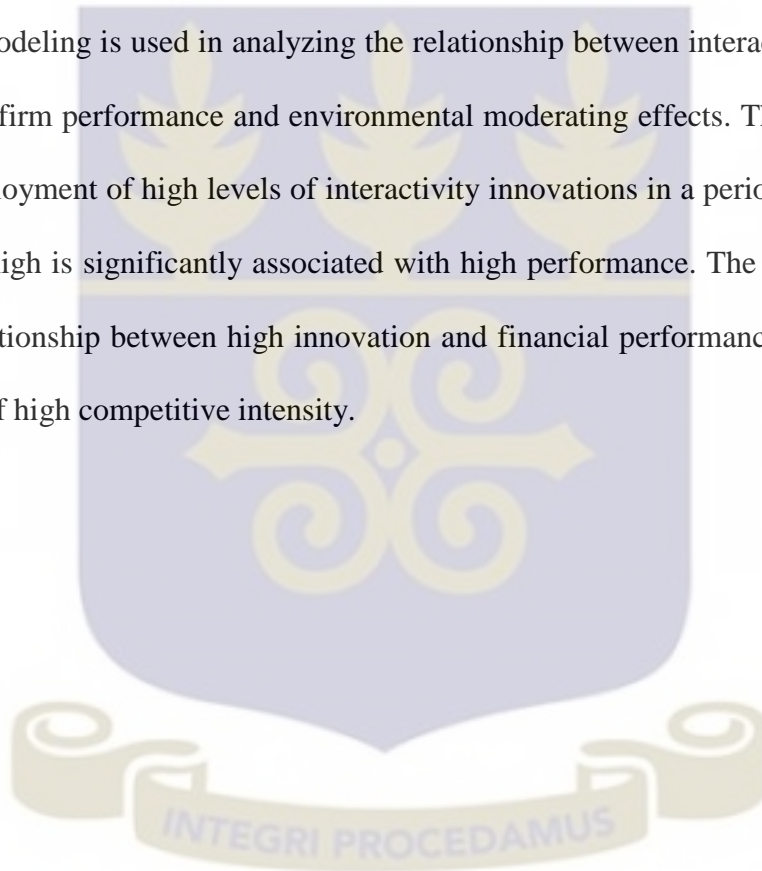 odeling is used in analyzing the relationship between interac
firm performance and environmental moderating effects. Th
loyment of high levels of interactivity innovations in a perio
igh is significantly associated with high performance. The
tionship between high innovation and financial performanc
f high competitive intensity.
INTEGRI PROCEDAMUS